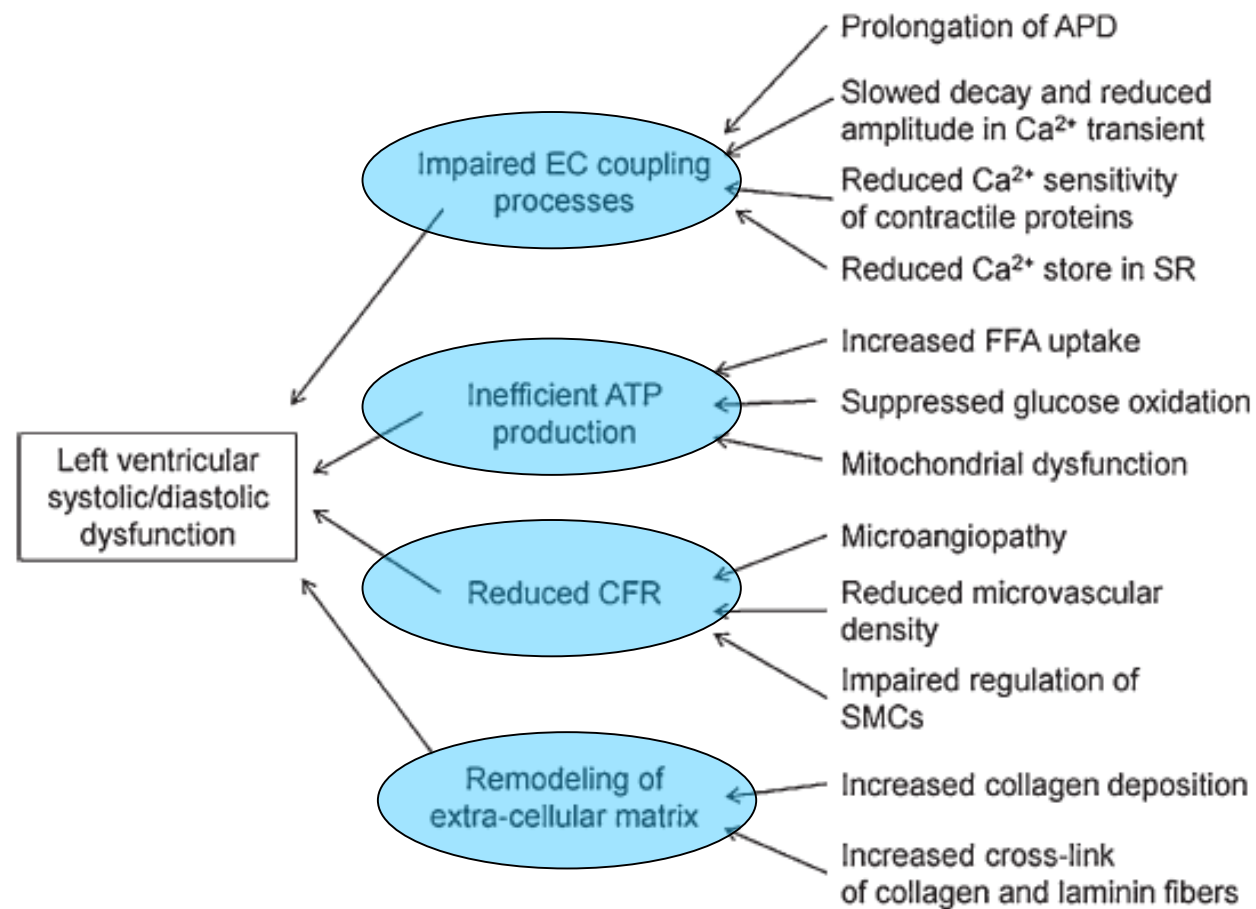 Prolongation of APD
Slowed decay and reduced
amplitude in Ca²⁺ transient
Impaired EC coupling
processes
Reduced Ca²⁺ sensitivity
of contractile proteins
Reduced Ca²⁺ store in SR
Increased FFA uptake
Inefficient ATP
production
Suppressed glucose oxidation
Mitochondrial dysfunction
Left ventricular
systolic/diastolic
dysfunction
Microangiopathy
Reduced CFR
Reduced microvascular
density
Impaired regulation of
SMCs
Remodeling of
extra-cellular matrix
Increased collagen deposition
Increased cross-link
of collagen and laminin fibers